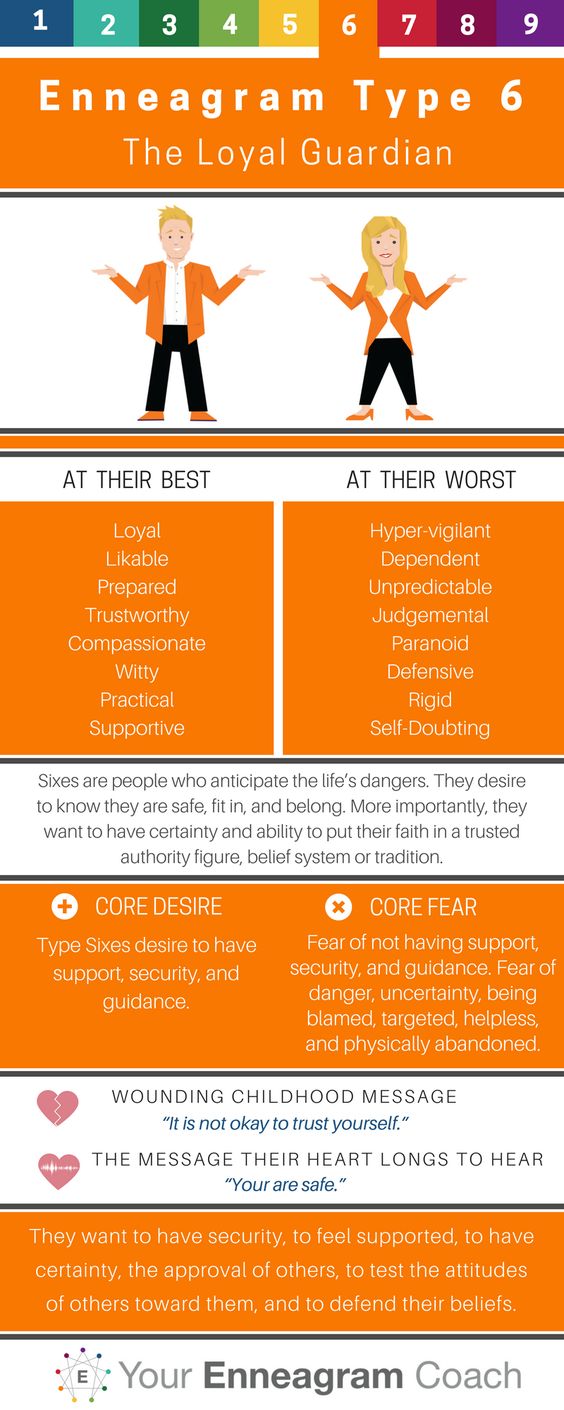 1 2 3 4 5 6 7 8 9
Enneagram Type 6
The Loyal Guardian
AT THEIR BEST
Loyal
Likable
Prepared
Trustworthy
Compassionate
Witty
Practical
Supportive
AT THEIR WORST
Hyper-vigilant
Dependent
Unpredictable
Judgemental
Paranoid
Defensive
Rigid
Self-Doubting
Sixes are people who anticipate the life’s dangers. They desire
to know they are safe, fit in, and belong. More importantly, they
want to have certainty and ability to put their faith in a trusted
authority figure, belief system or tradition.
CORE DESIRE
Type Sixes desire to have
support, security, and
guidance.
CORE FEAR
Fear of not having support,
security, and guidance. Fear of
danger, uncertainty, being
blamed, targeted, helpless,
and physically abandoned.
WOUNDING CHILDHOOD MESSAGE
“It is not okay to trust yourself.”
THE MESSAGE THEIR HEART LONGS TO HEAR
“Your are safe.”
They want to have security, to feel supported, to have
certainty, the approval of others, to test the attitudes
of others toward them, and to defend their beliefs.
E Your Enneagram Coach